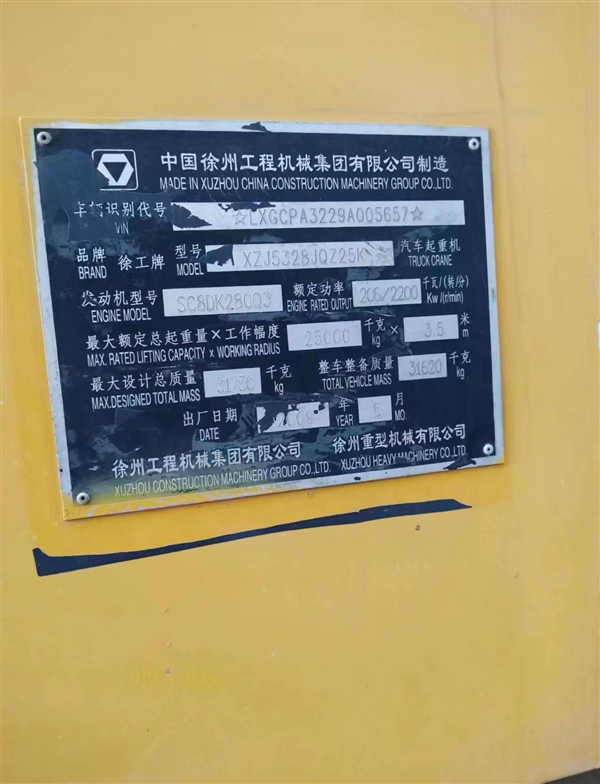 中国徐州工程机械集团有限公司制造
MADE IN XUZHOU CHINA CONSTRUCTION MACHINERY GROUP CO.,LTD.
车辆识别代号 VIN ☆LXGCPA3229A005657☆
品牌 BRAND 徐工牌 型号 MODEL XZJ5328JQZ25K 汽车起重机 TRUCK CRANE
发动机型号 ENGINE MODEL SC8DK280Q3 额定功率 ENGINE RATED OUTPUT 206/2200 千瓦/(转/分) Kw/(r/min)
最大额定总起重量×工作幅度 MAX. RATED LIFTING CAPACITY x WORKING RADIUS 25000 千克 kg × 3.5 米 m
最大设计总质量 MAX.DESIGNED TOTAL MASS 31750 千克 kg 整车整备质量 TOTAL VEHICLE MASS 31620 千克 kg
出厂日期 DATE 2009 年 YEAR 月 MO.
徐州工程机械集团有限公司 徐州重型机械有限公司
XUZHOU CONSTRUCTION MACHINERY GROUP CO.,LTD. XUZHOU HEAVY MACHINERY CO.,LTD.